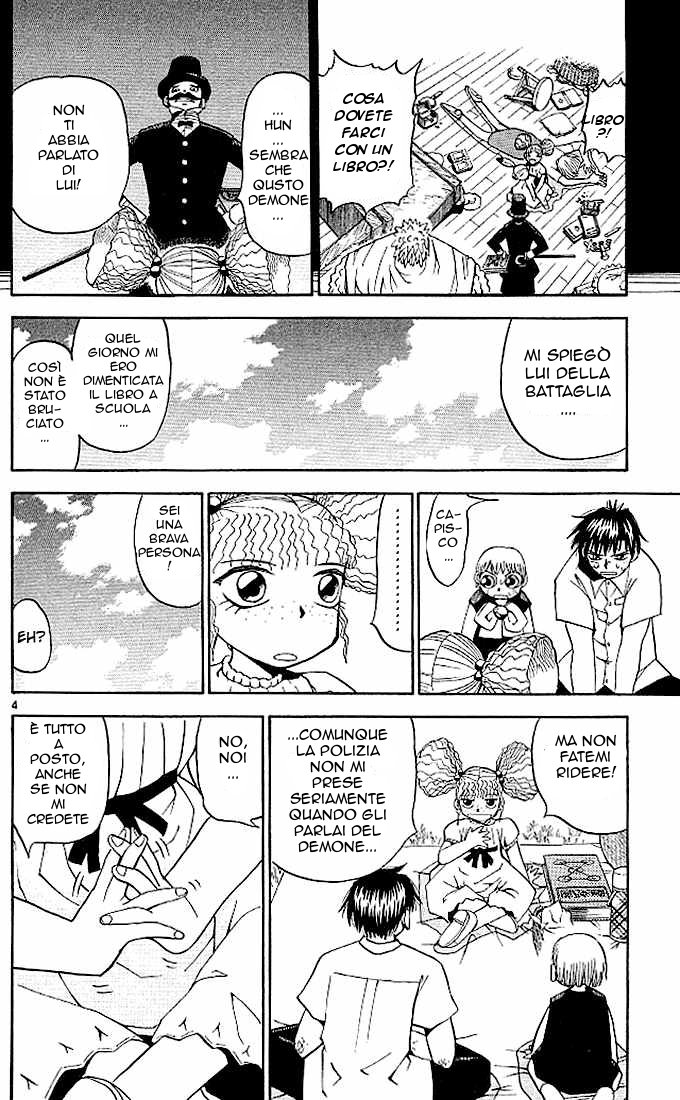 COSA
DOVETE
FARCI
CON UN
LIBRO?!
LIBRO
?!
...
HUN ...
SEMBRA
CHE
QUSTO
DEMONE
...
NON
TI
ABBIA
PARLATO
DI
LUI!
MI SPIEGÒ
LUI DELLA
BATTAGLIA
....
QUEL
GIORNO MI
ERO
DIMENTICATA
IL LIBRO A
SCUOLA
...
COSÌ
NON È
STATO
BRU-
CIATO
...
CA-
PIS-
CO
...
........
SEI
UNA
BRAVA
PERSONA
!
EH?
4
MA NON
FATEMI
RIDERE!
...COMUNQUE
LA POLIZIA
NON MI
PRESE
SERIAMENTE
QUANDO GLI
PARLAI DEL
DEMONE...
NO,
NOI
...
È TUTTO
A
POSTO,
ANCHE
SE NON
MI
CREDETE